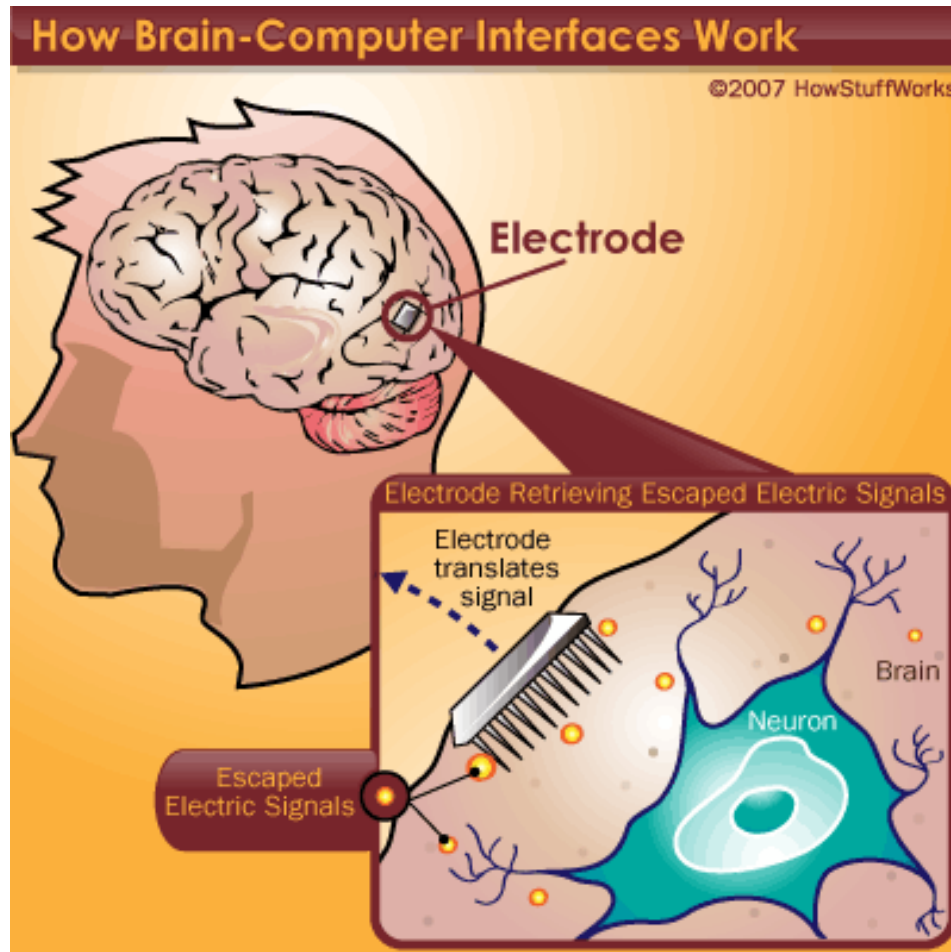 How Brain-Computer Interfaces Work
©2007 HowStuffWorks
Electrode
Electrode Retrieving Escaped Electric Signals
Electrode
translates
signal
Brain
Neuron
Escaped
Electric Signals